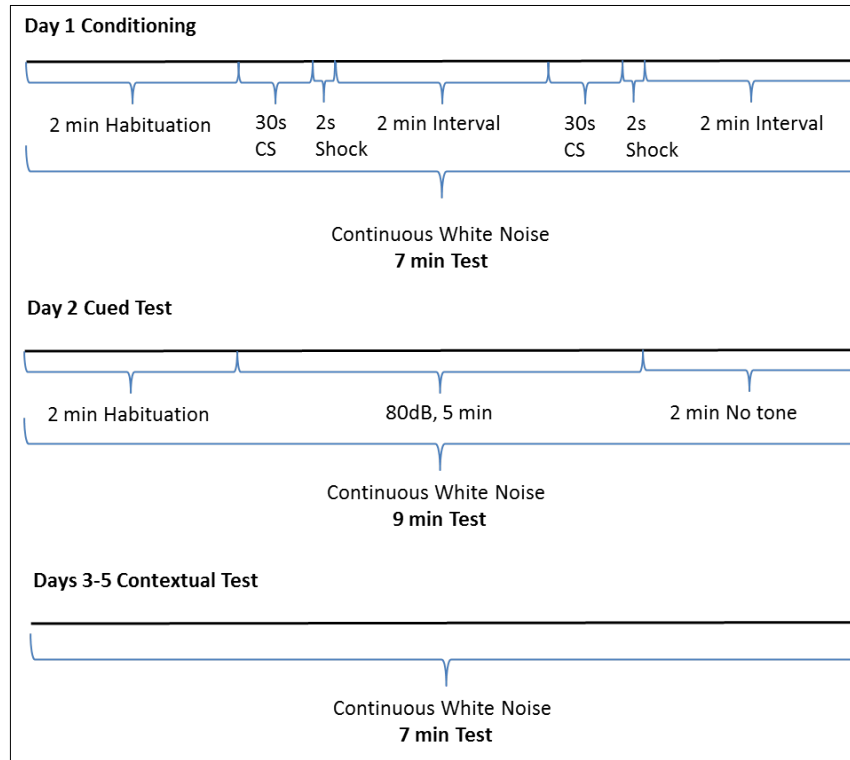 Day 1 Conditioning
2 min Habituation
30s
CS
2s
Shock
2 min Interval
30s
CS
2s
Shock
2 min Interval
Continuous White Noise
7 min Test
Day 2 Cued Test
2 min Habituation
80dB, 5 min
2 min No tone
Continuous White Noise
9 min Test
Days 3-5 Contextual Test
Continuous White Noise
7 min Test